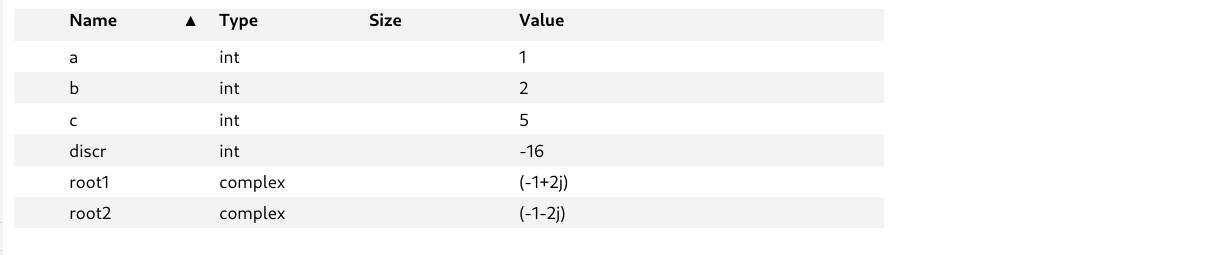 Name ▲ Type Size Value
a int 1
b int 2
c int 5
discr int -16
root1 complex (-1+2j)
root2 complex (-1-2j)